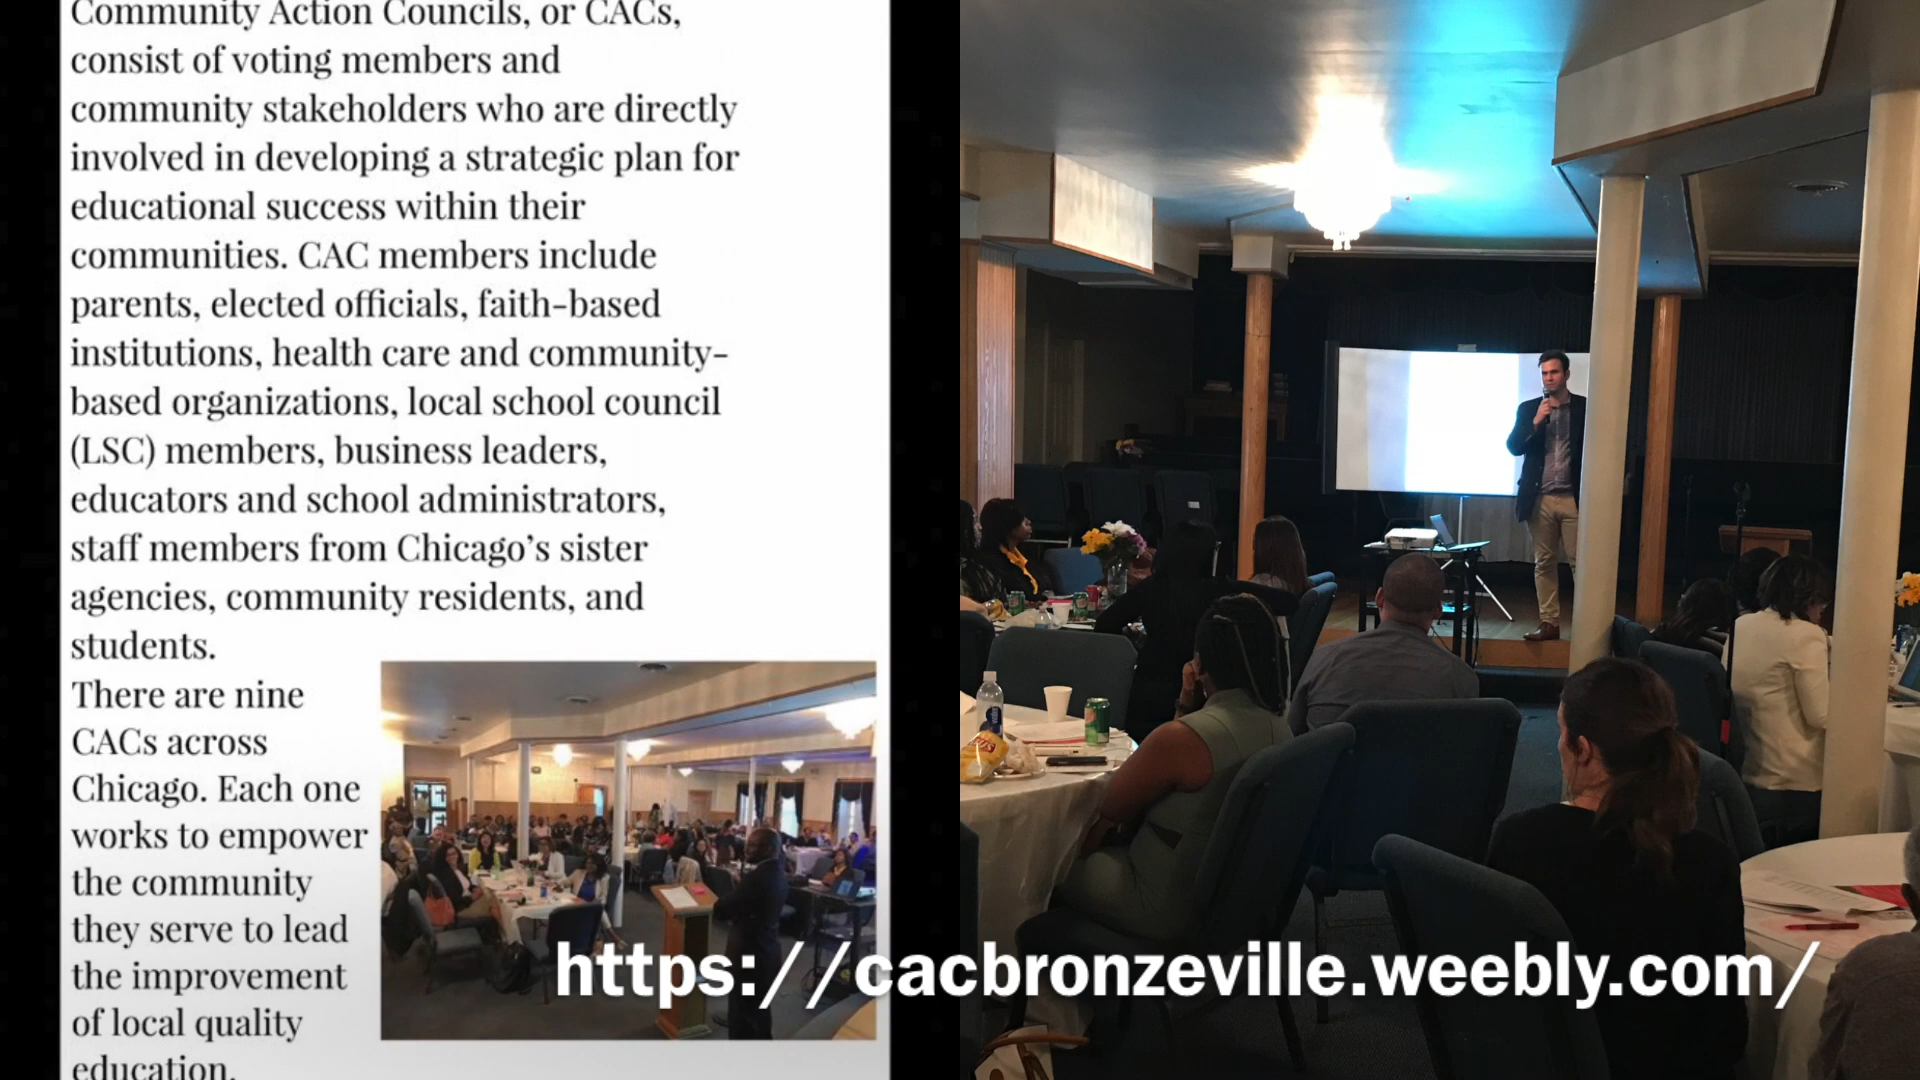 Community Action Councils, or CACs,
consist of voting members and
community stakeholders who are directly
involved in developing a strategic plan for
educational success within their
communities. CAC members include
parents, elected officials, faith-based
institutions, health care and community-
based organizations, local school council
(LSC) members, business leaders,
educators and school administrators,
staff members from Chicago's sister
agencies, community residents, and
students.
There are nine
CACs across
Chicago. Each one
works to empower
the community
they serve to lead
the improvement
of local quality
education.
https://cacbronzeville.weebly.com/